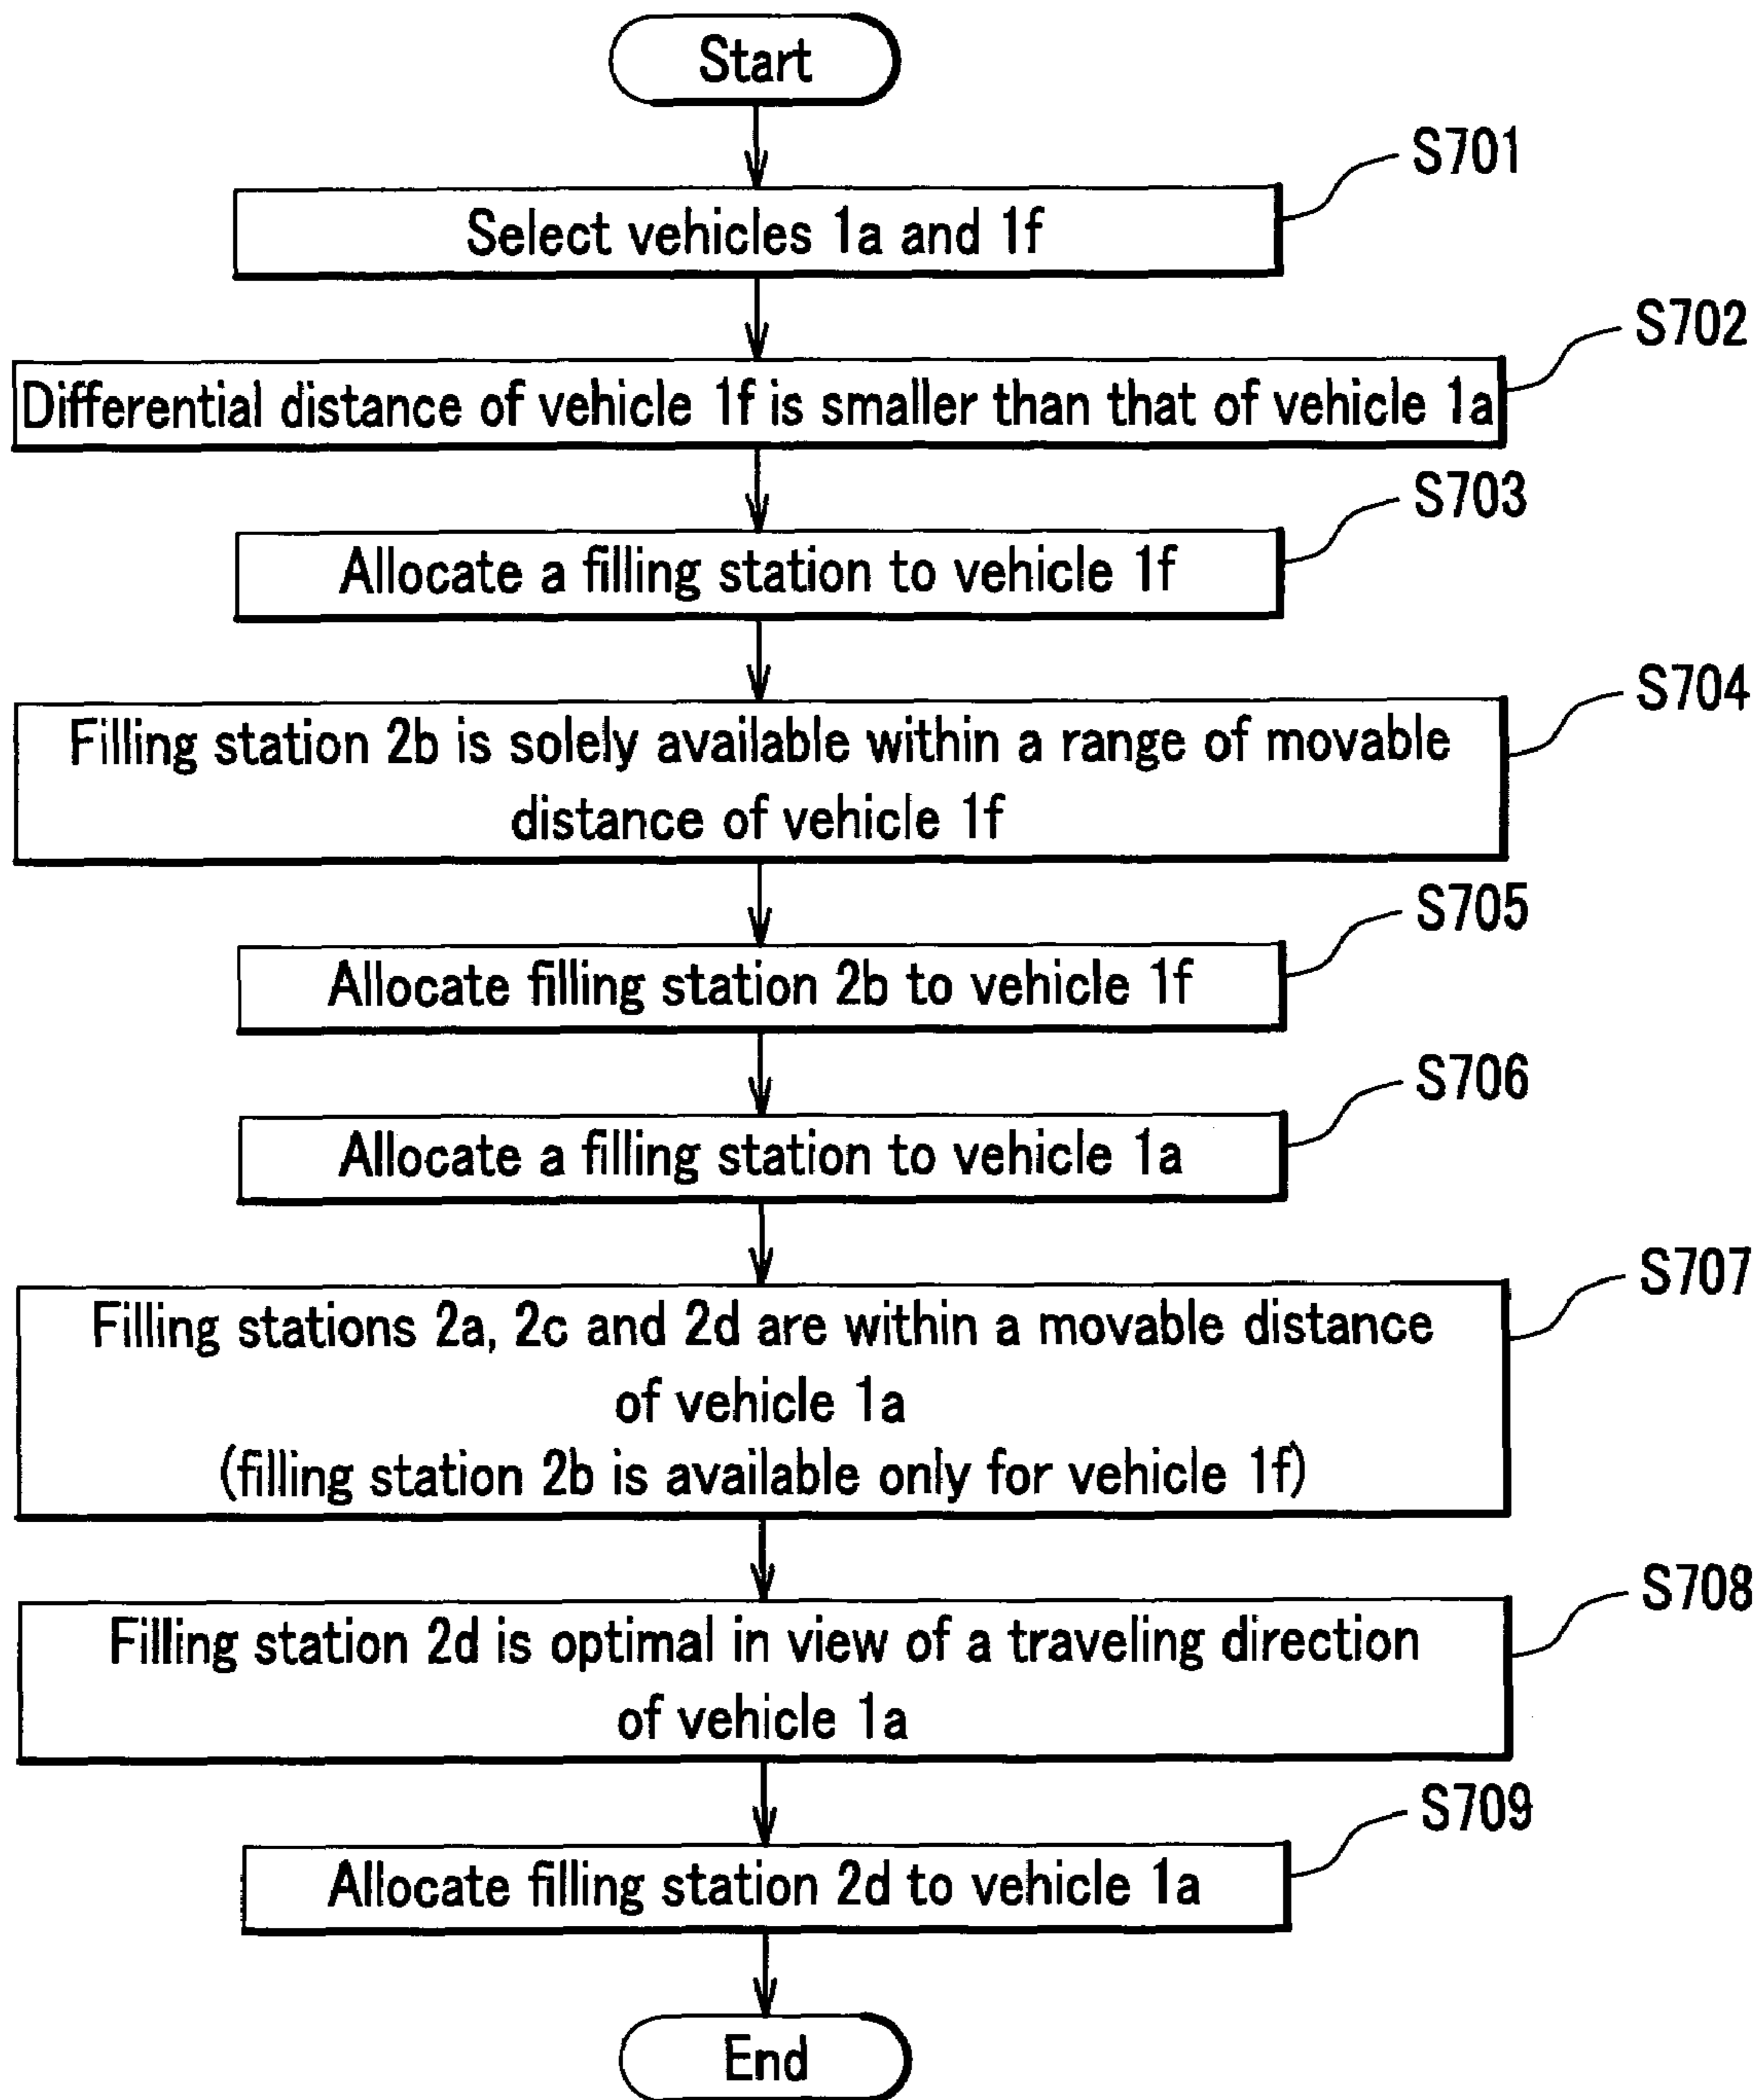 Start
S701
Select vehicles 1a and 1f
S702
Differential distance of vehicle 1f is smaller than that of vehicle 1a
S703
Allocate a filling station to vehicle 1f
S704
Filling station 2b is solely available within a range of movable
distance of vehicle 1f
S705
Allocate filling station 2b to vehicle 1f
S706
Allocate a filling station to vehicle 1a
S707
Filling stations 2a, 2c and 2d are within a movable distance
of vehicle 1a
(filling station 2b is available only for vehicle 1f)
S708
Filling station 2d is optimal in view of a traveling direction
of vehicle 1a
S709
Allocate filling station 2d to vehicle 1a
End